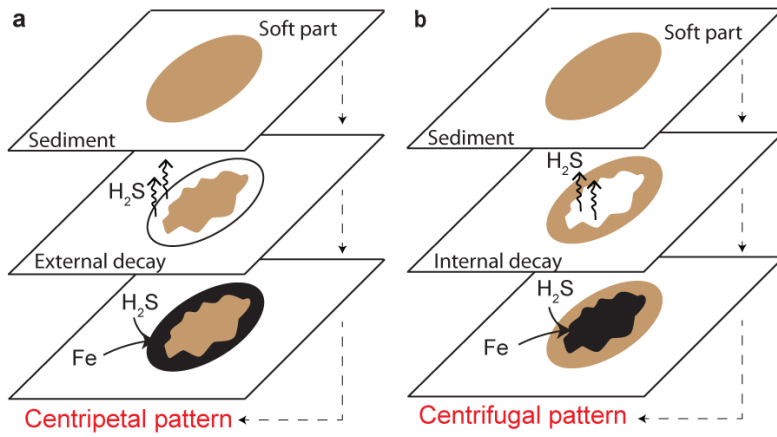 a
Soft part
Sediment
H₂S
External decay
H₂S
Fe
Centripetal pattern
b
Soft part
Sediment
H₂S
Internal decay
H₂S
Fe
Centrifugal pattern